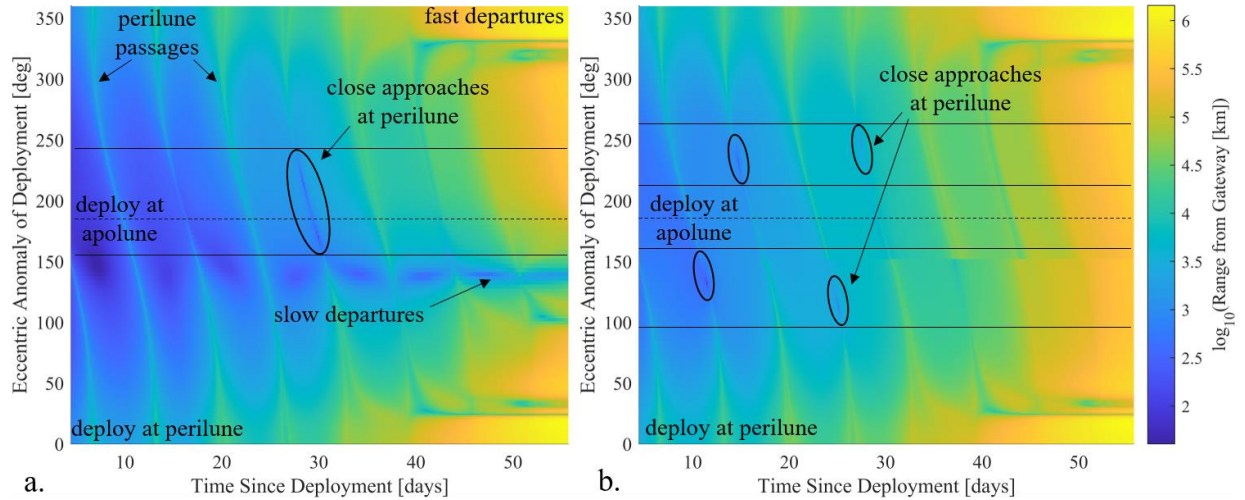 perilune
passages
fast departures
close approaches
at perilune
deploy at
apolune
slow departures
deploy at perilune
Eccentric Anomaly of Deployment [deg]
350
300
250
200
150
100
50
0
10
20
30
40
50
Time Since Deployment [days]
a.
close approaches
at perilune
deploy at
apolune
deploy at perilune
Eccentric Anomaly of Deployment [deg]
350
300
250
200
150
100
50
0
10
20
30
40
50
Time Since Deployment [days]
b.
6
5.5
5
4.5
4
3.5
3
2.5
2
log10(Range from Gateway [km])